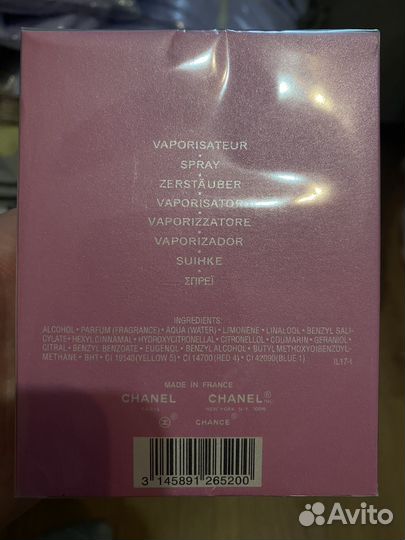 VAPORISATEUR
SPRAY
ZERSTÄUBER
VAPORISATOR
VAPORIZZATORE
VAPORIZADOR
SUIHKE
ΣΠΡΕΪ
INGREDIENTS:
ALCOHOL • PARFUM (FRAGRANCE) • AQUA (WATER) • LIMONENE • LINALOOL • BENZYL SALI-
CYLATE • HEXYL CINNAMAL • HYDROXYCITRONELLAL • CITRONELLOL • COUMARIN • GERANIOL •
CITRAL • BENZYL BENZOATE • EUGENOL • BENZYL ALCOHOL • BUTYL METHOXYDIBENZOYL-
METHANE • BHT • CI 19140 (YELLOW 5) • CI 14700 (RED 4) • CI 42090 (BLUE 1)
IL17-1
MADE IN FRANCE
CHANEL CHANEL®
PARIS NEW YORK N.Y. 10019
CHANCE®
3 145891 265200
Avito